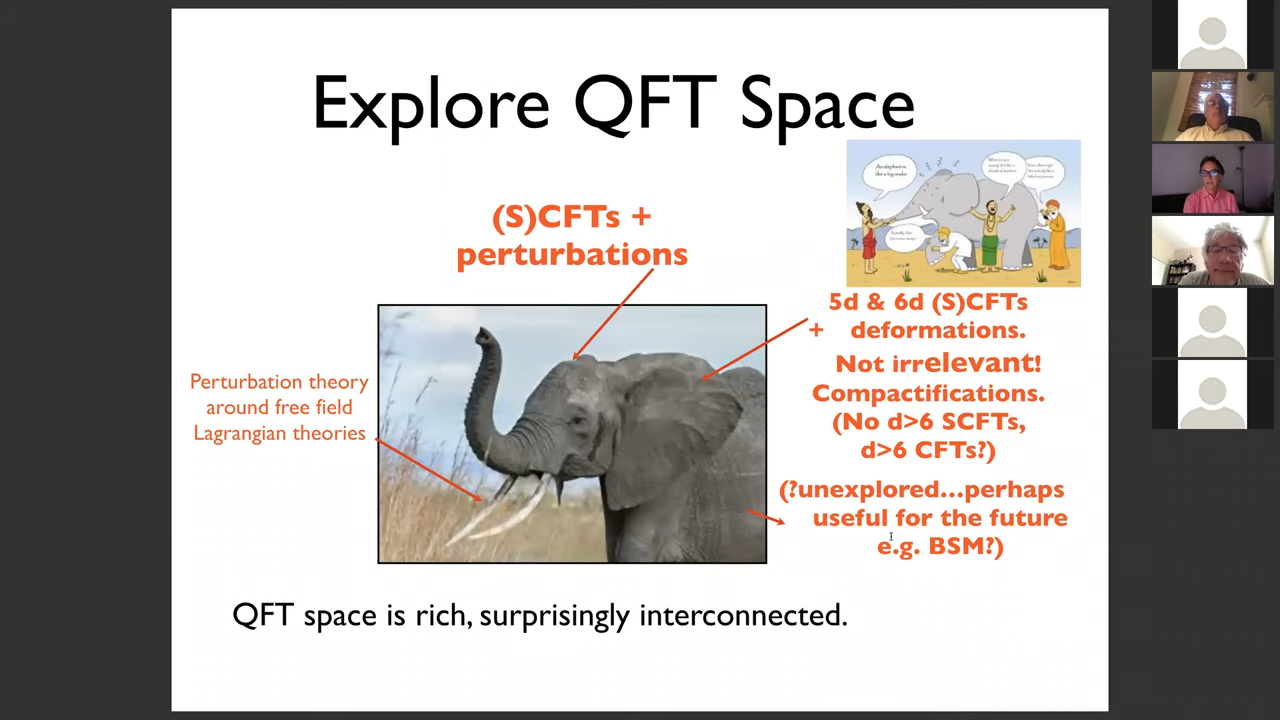 Explore QFT Space
(S)CFTs +
perturbations
5d & 6d (S)CFTs
+ deformations.
Not irrelevant!
Compactifications.
(No d>6 SCFTs,
d>6 CFTs?)
Perturbation theory
around free field
Lagrangian theories
(?unexplored...perhaps
useful for the future
e.g. BSM?)
QFT space is rich, surprisingly interconnected.